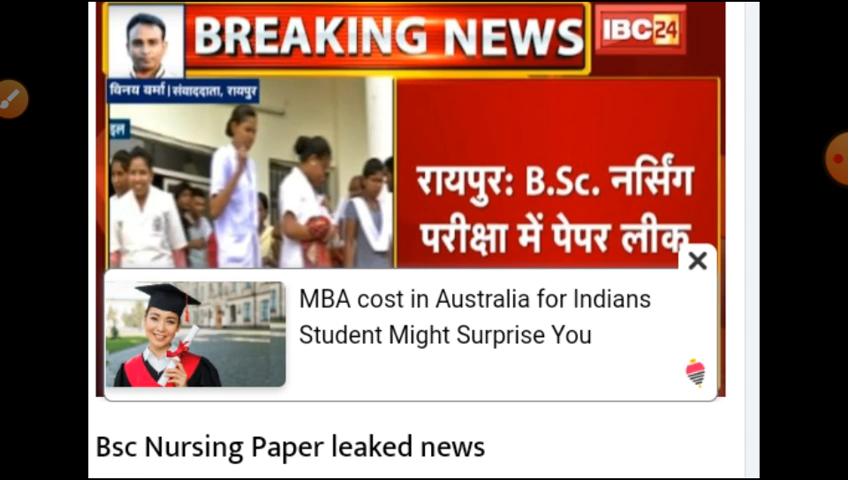 BREAKING NEWS
IBC24
विनय वर्मा | संवाददाता, रायपुर
इल
रायपुर: B.Sc. नर्सिंग
परीक्षा में पेपर लीक
MBA cost in Australia for Indians
Student Might Surprise You
Bsc Nursing Paper leaked news